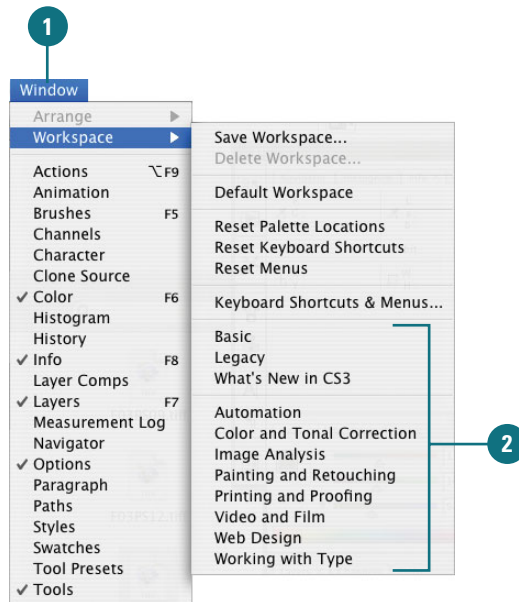 1
Window
Arrange
Workspace
Actions ⌥F9
Animation
Brushes F5
Channels
Character
Clone Source
✓ Color F6
Histogram
History
✓ Info F8
Layer Comps
✓ Layers F7
Measurement Log
Navigator
✓ Options
Paragraph
Paths
Styles
Swatches
Tool Presets
✓ Tools
Save Workspace...
Delete Workspace...
Default Workspace
Reset Palette Locations
Reset Keyboard Shortcuts
Reset Menus
Keyboard Shortcuts & Menus...
Basic
Legacy
What's New in CS3
Automation
Color and Tonal Correction
Image Analysis
Painting and Retouching
Printing and Proofing
Video and Film
Web Design
Working with Type
2